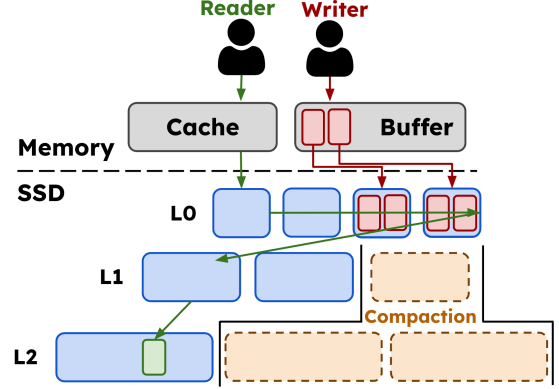 Reader
Writer
Cache
Buffer
Memory
SSD
L0
L1
Compaction
L2